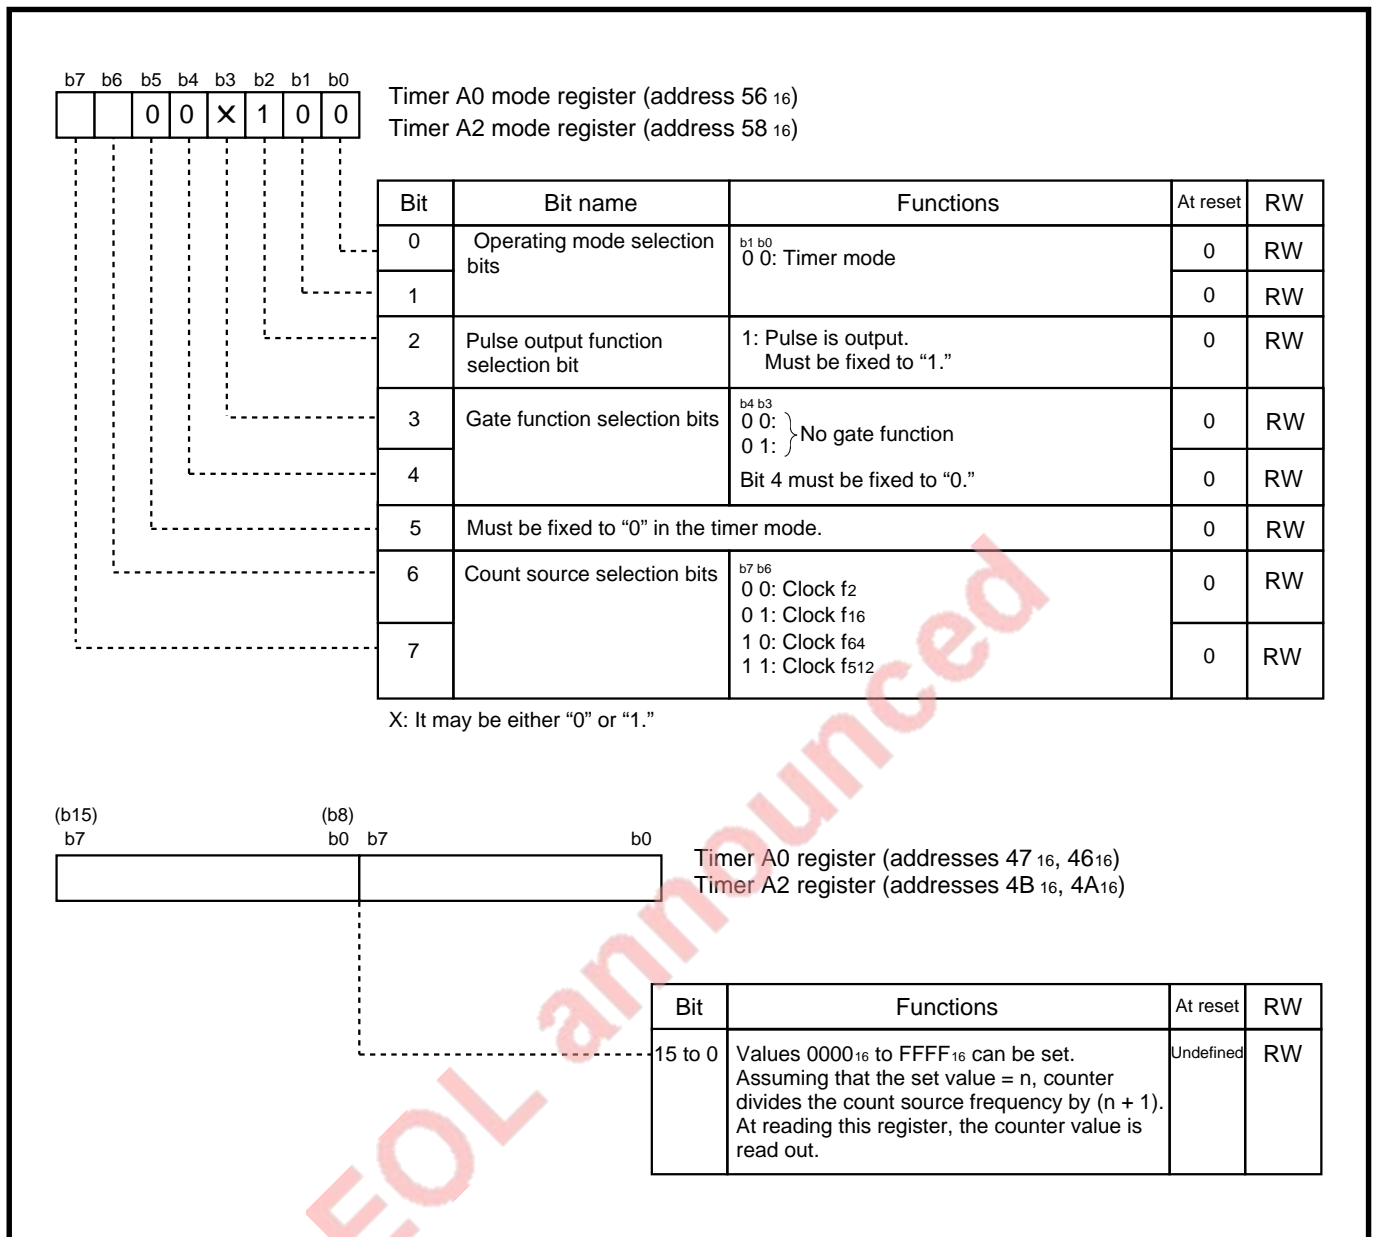 b7 b6 b5 b4 b3 b2 b1 b0
0 0 X 1 0 0
Timer A0 mode register (address 56 16)
Timer A2 mode register (address 58 16)
Bit Bit name Functions At reset RW
0 Operating mode selection bits b1 b0 0 RW
0 0: Timer mode
1 0 RW
2 Pulse output function selection bit 1: Pulse is output. 0 RW
Must be fixed to “1.”
3 Gate function selection bits b4 b3 0 RW
0 0:
0 1: } No gate function
4 Bit 4 must be fixed to “0.” 0 RW
5 Must be fixed to “0” in the timer mode. 0 RW
6 Count source selection bits b7 b6 0 RW
0 0: Clock f2
0 1: Clock f16
7 1 0: Clock f64 0 RW
1 1: Clock f512
X: It may be either “0” or “1.”
(b15) (b8)
b7 b0 b7 b0
Timer A0 register (addresses 47 16, 4616)
Timer A2 register (addresses 4B 16, 4A16)
Bit Functions At reset RW
15 to 0 Values 000016 to FFFF16 can be set. Undefined RW
Assuming that the set value = n, counter
divides the count source frequency by (n + 1).
At reading this register, the counter value is
read out.
EOL announced